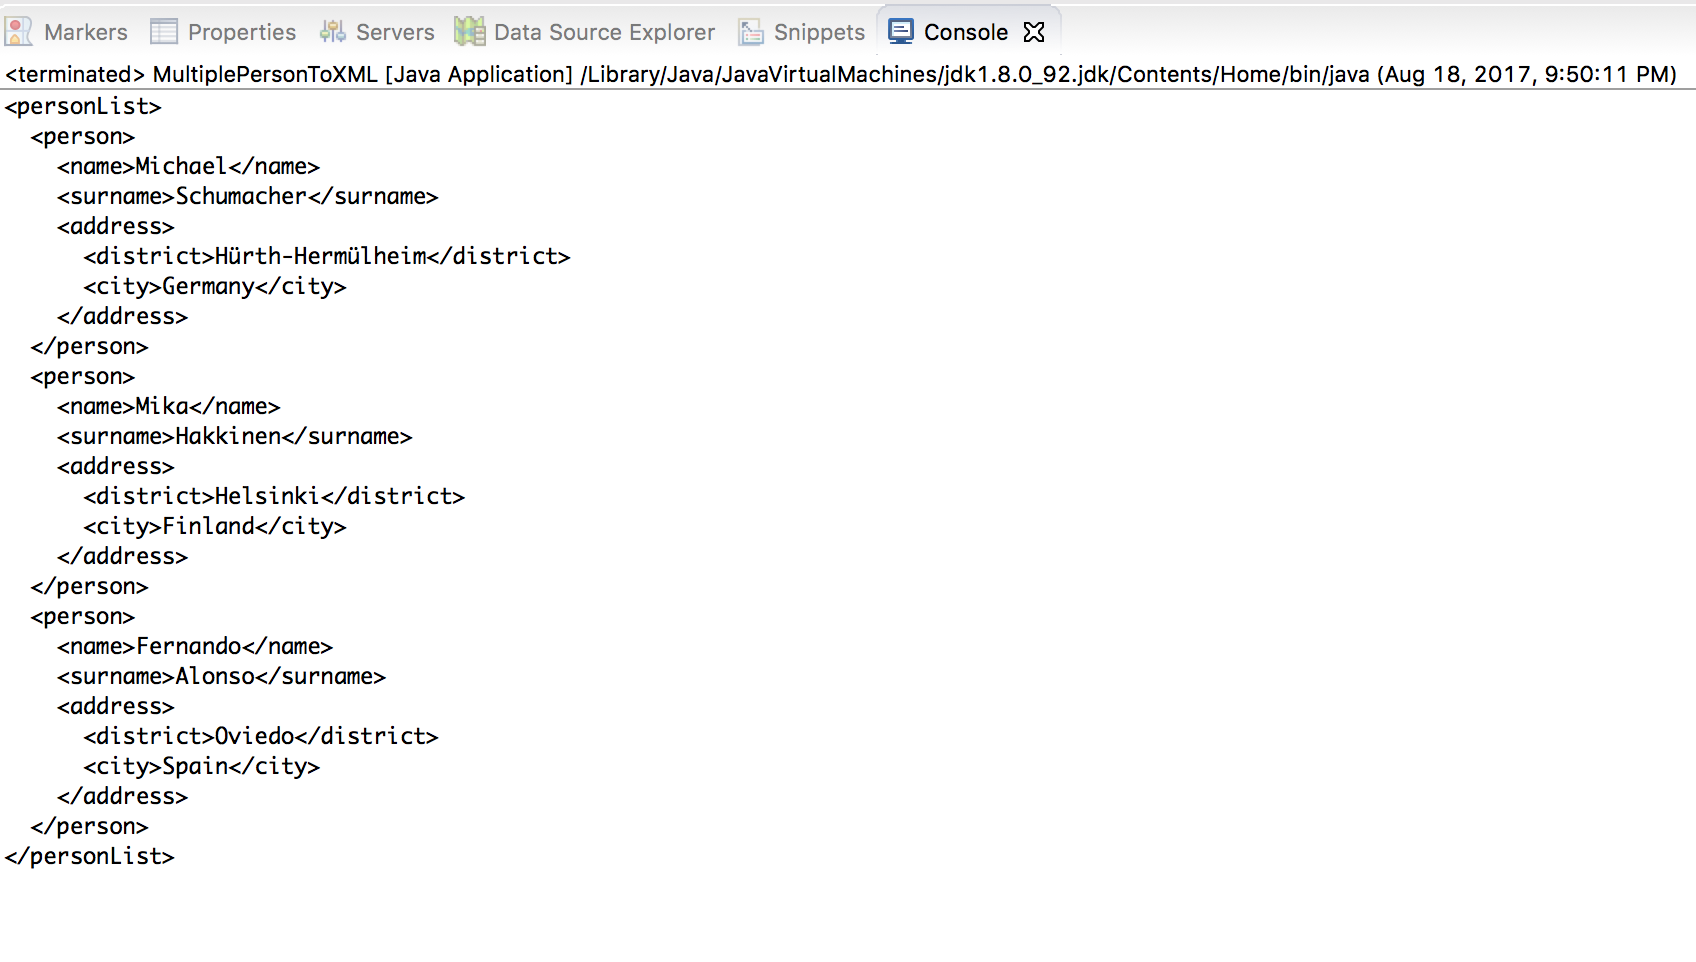 Markers Properties Servers Data Source Explorer Snippets Console
<terminated> MultiplePersonToXML [Java Application] /Library/Java/JavaVirtualMachines/jdk1.8.0_92.jdk/Contents/Home/bin/java (Aug 18, 2017, 9:50:11 PM)
<personList>
  <person>
    <name>Michael</name>
    <surname>Schumacher</surname>
    <address>
      <district>Hürth-Hermülheim</district>
      <city>Germany</city>
    </address>
  </person>
  <person>
    <name>Mika</name>
    <surname>Hakkinen</surname>
    <address>
      <district>Helsinki</district>
      <city>Finland</city>
    </address>
  </person>
  <person>
    <name>Fernando</name>
    <surname>Alonso</surname>
    <address>
      <district>Oviedo</district>
      <city>Spain</city>
    </address>
  </person>
</personList>